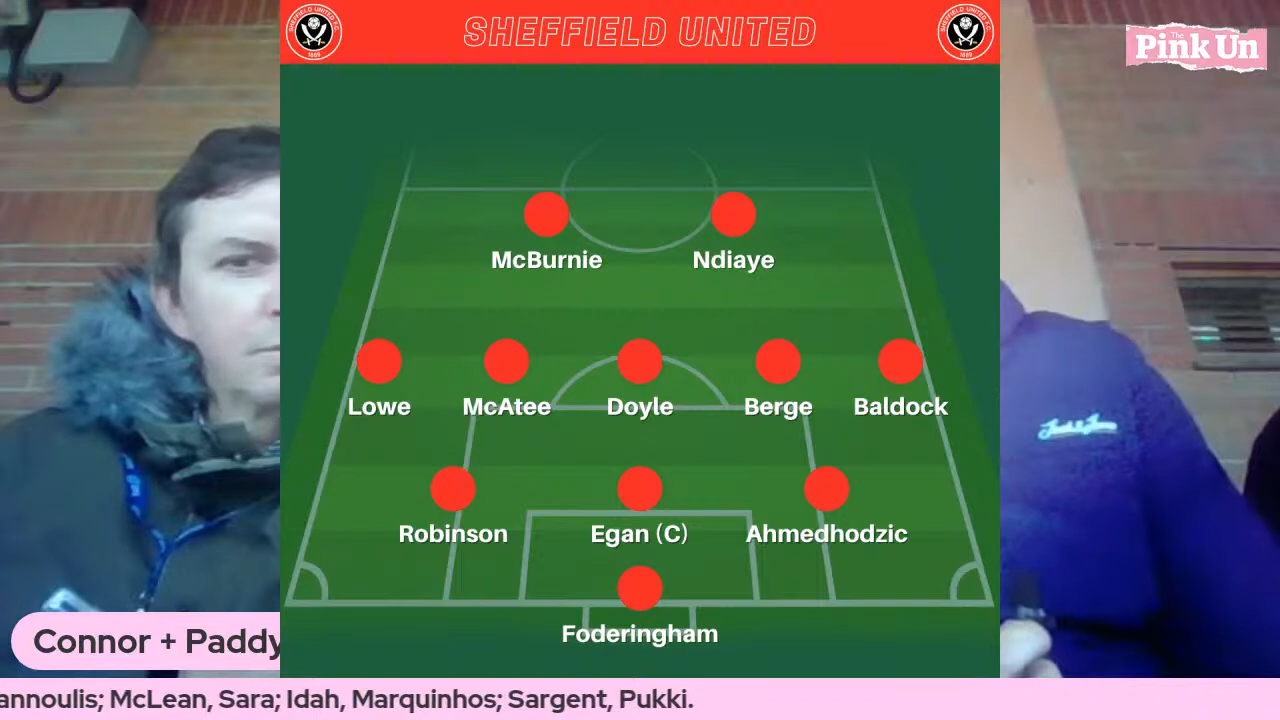 SHEFFIELD UNITED
The
Pink Un
McBurnie
Ndiaye
Lowe
McAtee
Doyle
Berge
Baldock
Robinson
Egan (C)
Ahmedhodzic
Foderingham
Connor + Paddy
annoulis; McLean, Sara; Idah, Marquinhos; Sargent, Pukki.